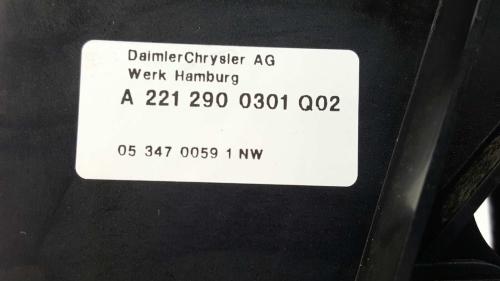 DaimlerChrysler AG
Werk Hamburg
A 221 290 0301 Q02
05 347 0059 1 NW